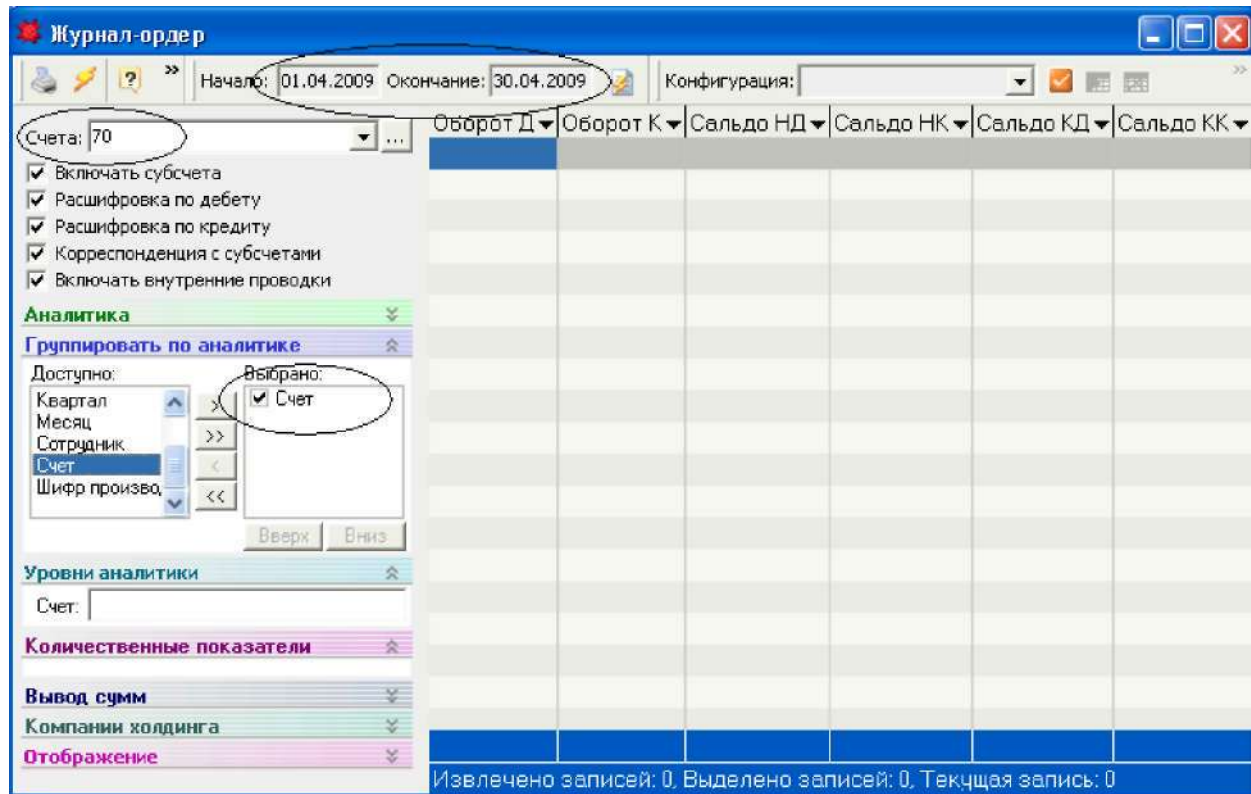 Журнал-ордер
» Начало: 01.04.2009 Окончание: 30.04.2009 Конфигурация: »
Счета: 70 ...
Оборот Д Оборот К Сальдо НД Сальдо НК Сальдо КД Сальдо КК
Включать субсчета
Расшифровка по дебету
Расшифровка по кредиту
Корреспонденция с субсчетами
Включать внутренние проводки
Аналитика
Группировать по аналитике
Доступно: Выбрано:
Квартал > Счет
Месяц
Сотрудник >>
Счет <
Шифр произво, <<
Вверх Вниз
Уровни аналитики
Счет:
Количественные показатели
Вывод сумм
Компании холдинга
Отображение
Извлечено записей: 0, Выделено записей: 0, Текущая запись: 0